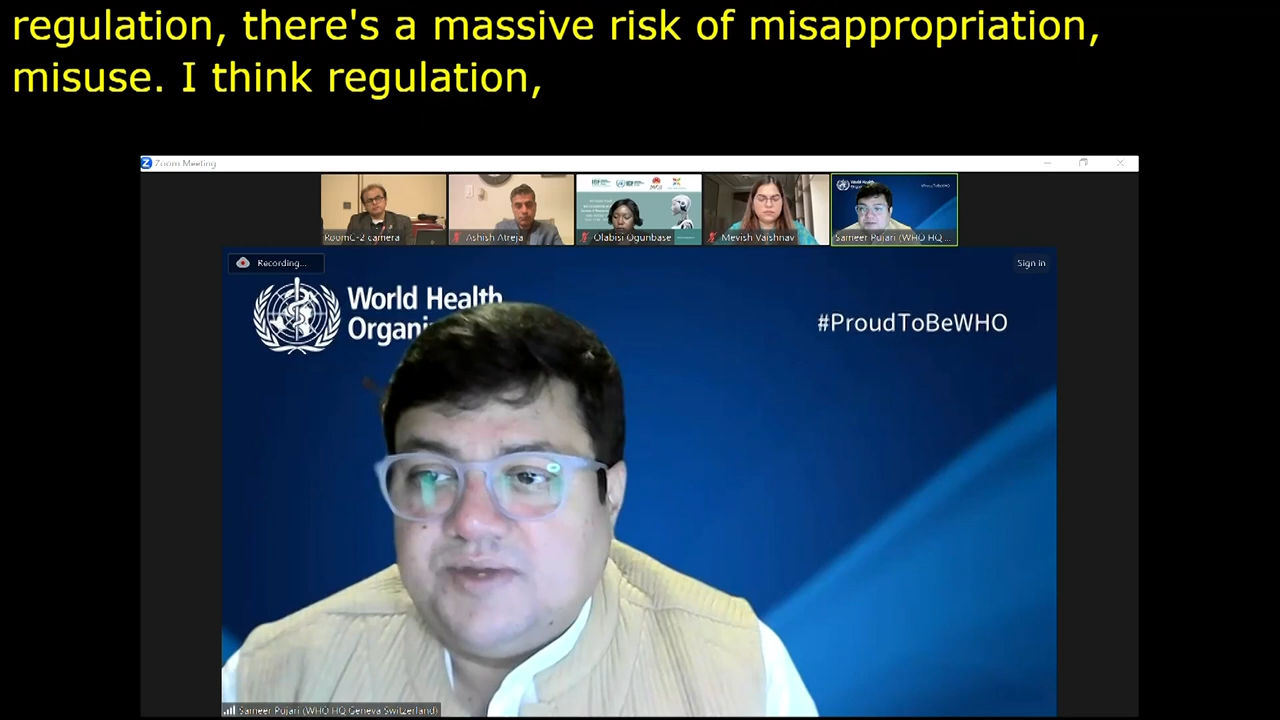 regulation, there's a massive risk of misappropriation,
misuse. I think regulation,
Zoom Meeting
RoomC-2 camera
Ashish Atreja
Olabisi Ogunbase
Mevish Vaishnav
Sameer Pujari (WHO HQ ...
Recording...
Sign in
World Health
Organi
#ProudToBeWHO
Sameer Pujari (WHO HQ Geneva Switzerland)